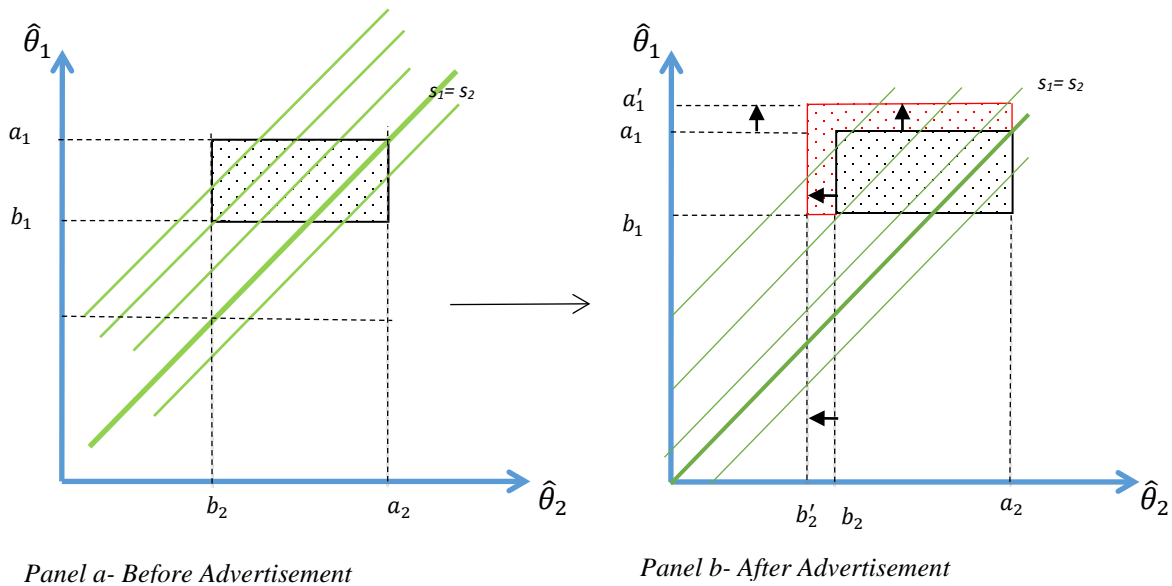 θ̂₁
s₁= s₂
a₁
b₁
b₂
a₂
θ̂₂
Panel a- Before Advertisement
θ̂₁
s₁= s₂
a′₁
a₁
b₁
b′₂
b₂
a₂
θ̂₂
Panel b- After Advertisement